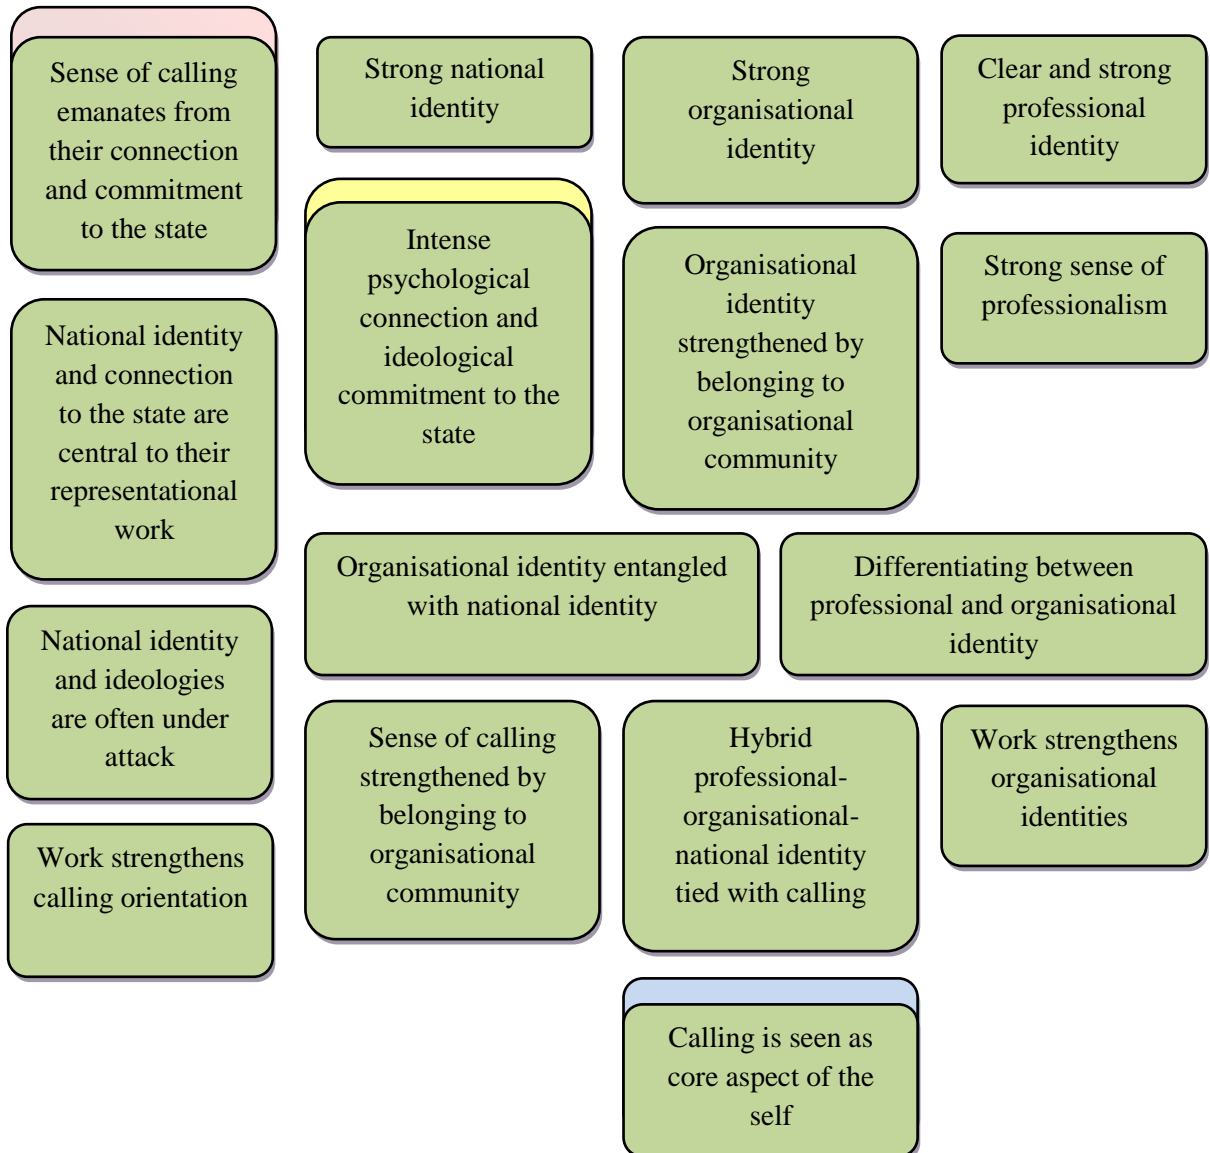 Sense of calling
emanates from
their connection
and commitment
to the state
Strong national
identity
Strong
organisational
identity
Clear and strong
professional
identity
Intense
psychological
connection and
ideological
commitment to the
state
Organisational
identity
strengthened by
belonging to
organisational
community
Strong sense of
professionalism
National identity
and connection
to the state are
central to their
representational
work
Organisational identity entangled
with national identity
Differentiating between
professional and organisational
identity
National identity
and ideologies
are often under
attack
Sense of calling
strengthened by
belonging to
organisational
community
Hybrid
professional-
organisational-
national identity
tied with calling
Work strengthens
organisational
identities
Work strengthens
calling orientation
Calling is seen as
core aspect of the
self